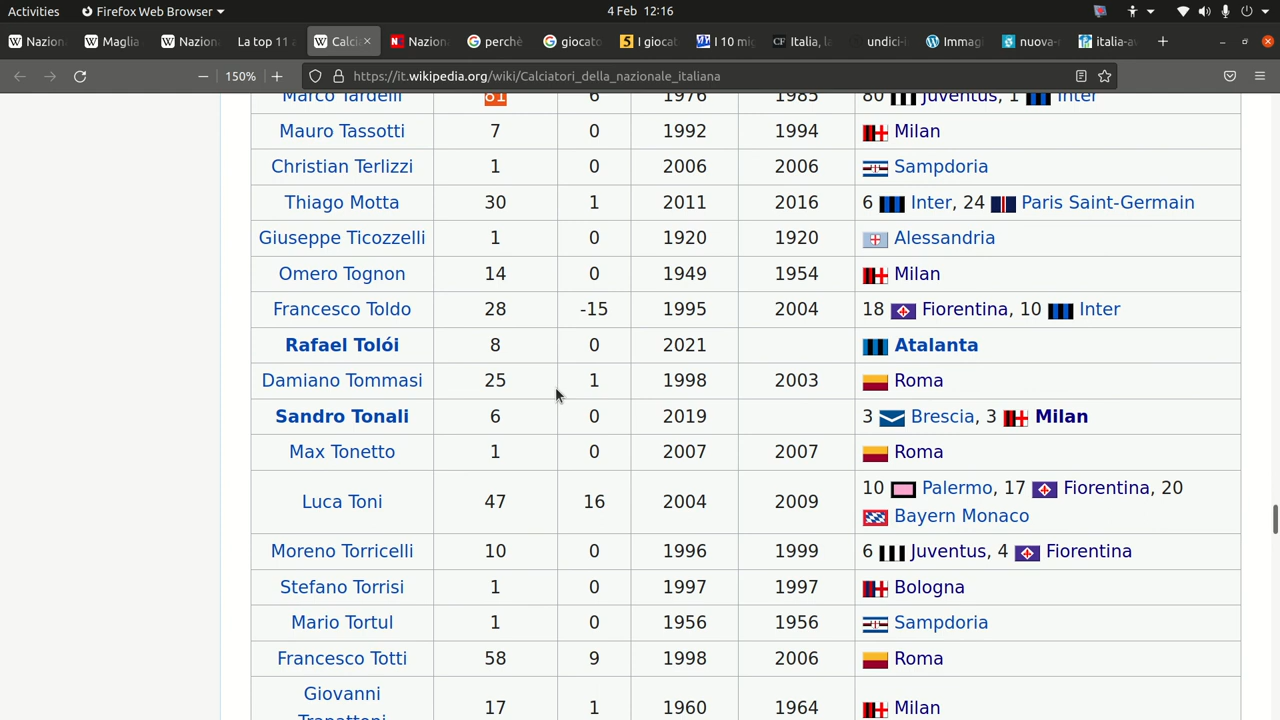 Activities Firefox Web Browser 4 Feb 12:16
Nazion Maglia Nazion La top 11 Calcia Nazion perchè giocato I giocat I 10 mi Italia, la undici-i Immagi nuova-r italia-av
150% https://it.wikipedia.org/wiki/Calciatori_della_nazionale_italiana
Marco Tardelli 81 6 1976 1985 80 Juventus, 1 Inter
Mauro Tassotti 7 0 1992 1994 Milan
Christian Terlizzi 1 0 2006 2006 Sampdoria
Thiago Motta 30 1 2011 2016 6 Inter, 24 Paris Saint-Germain
Giuseppe Ticozzelli 1 0 1920 1920 Alessandria
Omero Tognon 14 0 1949 1954 Milan
Francesco Toldo 28 -15 1995 2004 18 Fiorentina, 10 Inter
Rafael Tolói 8 0 2021 Atalanta
Damiano Tommasi 25 1 1998 2003 Roma
Sandro Tonali 6 0 2019 3 Brescia, 3 Milan
Max Tonetto 1 0 2007 2007 Roma
Luca Toni 47 16 2004 2009 10 Palermo, 17 Fiorentina, 20
Bayern Monaco
Moreno Torricelli 10 0 1996 1999 6 Juventus, 4 Fiorentina
Stefano Torrisi 1 0 1997 1997 Bologna
Mario Tortul 1 0 1956 1956 Sampdoria
Francesco Totti 58 9 1998 2006 Roma
Giovanni
Trapattoni 17 1 1960 1964 Milan